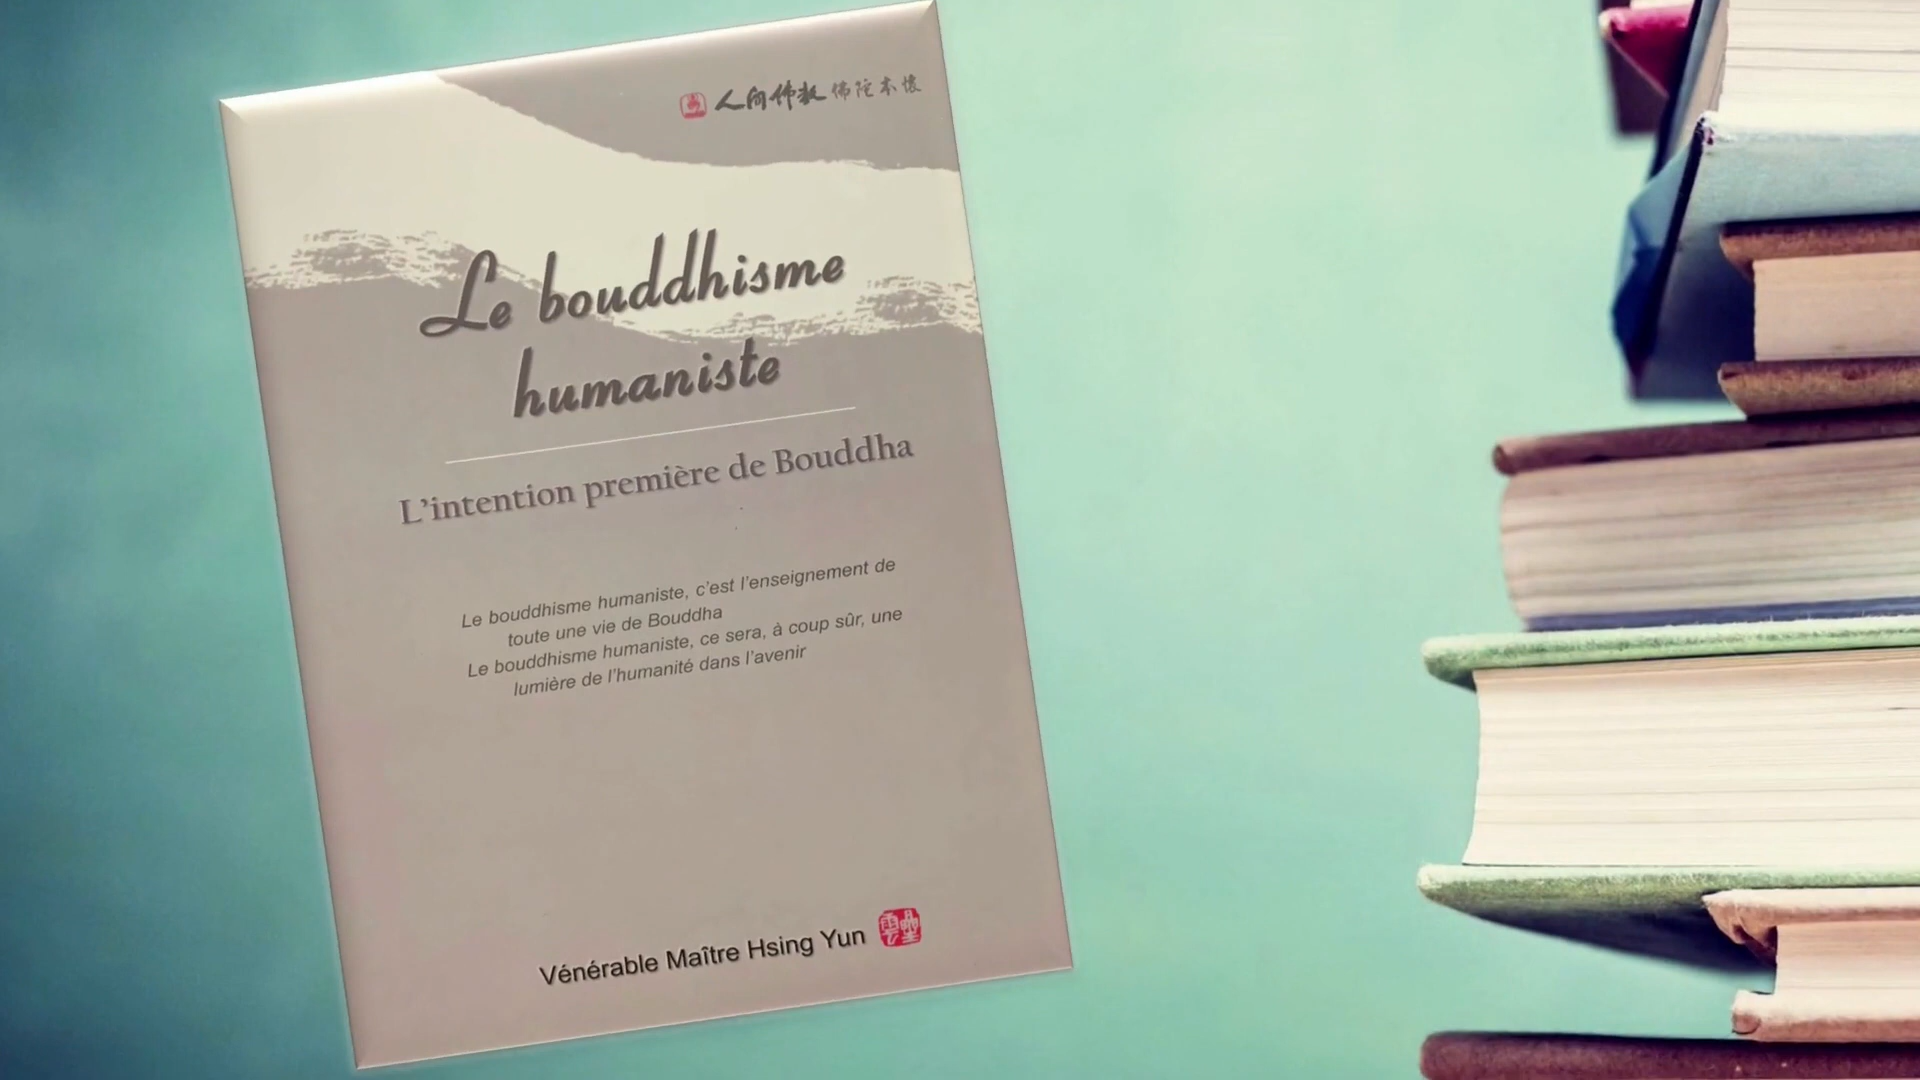 人间佛教 佛陀本懷
Le bouddhisme
humaniste
L’intention première de Bouddha
Le bouddhisme humaniste, c’est l’enseignement de
toute une vie de Bouddha
Le bouddhisme humaniste, ce sera, à coup sûr, une
lumière de l’humanité dans l’avenir
Vénérable Maître Hsing Yun